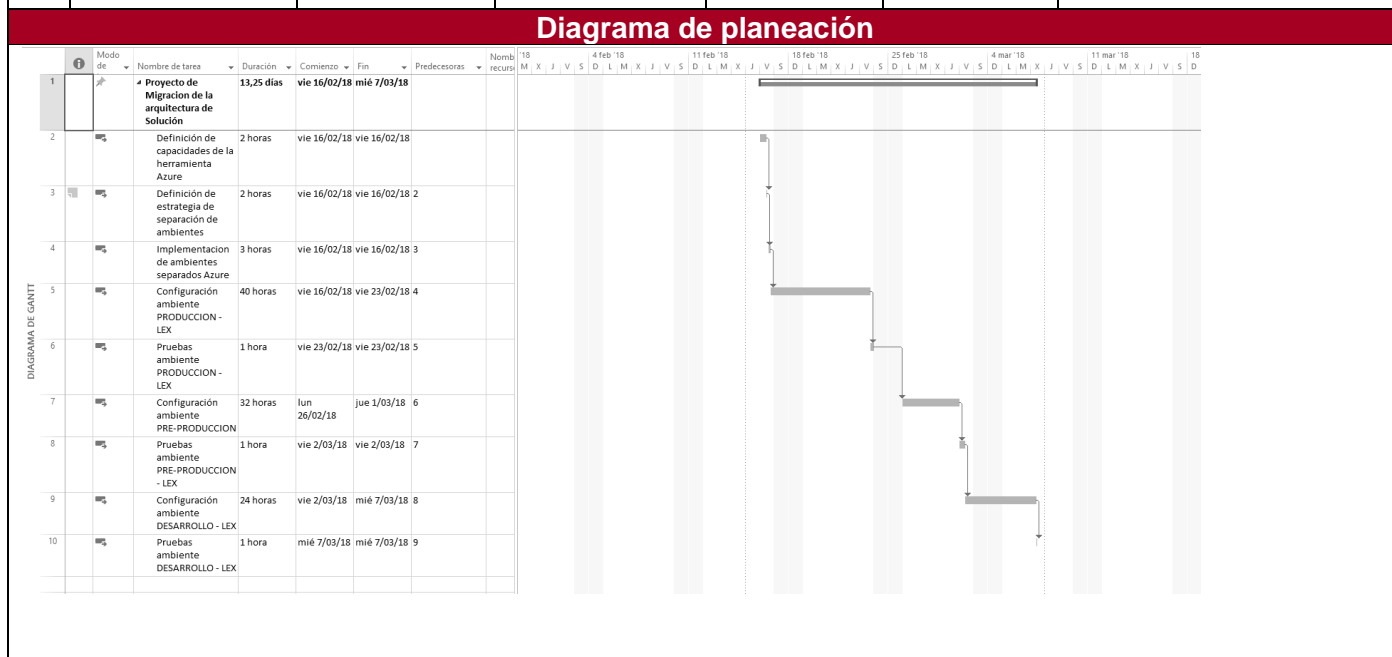 Diagrama de planeación
Modo
de
Nombre de tarea
Duración
Comienzo
Fin
Predecesoras
Nomb
recurs
'18
4 feb '18
11 feb '18
18 feb '18
25 feb '18
4 mar '18
11 mar '18
18
M X J V S D L M X J V S D L M X J V S D L M X J V S D L M X J V S D L M X J V S D L M X J V S D
1
Proyecto de
Migracion de la
arquitectura de
Solución
13,25 días
vie 16/02/18
mié 7/03/18
2
Definición de
capacidades de la
herramienta
Azure
2 horas
vie 16/02/18
vie 16/02/18
3
Definición de
estrategia de
separación de
ambientes
2 horas
vie 16/02/18
vie 16/02/18
2
4
Implementacion
de ambientes
separados Azure
3 horas
vie 16/02/18
vie 16/02/18
3
5
Configuración
ambiente
PRODUCCION -
LEX
40 horas
vie 16/02/18
vie 23/02/18
4
6
Pruebas
ambiente
PRODUCCION -
LEX
1 hora
vie 23/02/18
vie 23/02/18
5
7
Configuración
ambiente
PRE-PRODUCCION
32 horas
lun
26/02/18
jue 1/03/18
6
8
Pruebas
ambiente
PRE-PRODUCCION
- LEX
1 hora
vie 2/03/18
vie 2/03/18
7
9
Configuración
ambiente
DESARROLLO - LEX
24 horas
vie 2/03/18
mié 7/03/18
8
10
Pruebas
ambiente
DESARROLLO - LEX
1 hora
mié 7/03/18
mié 7/03/18
9
DIAGRAMA DE GANTT